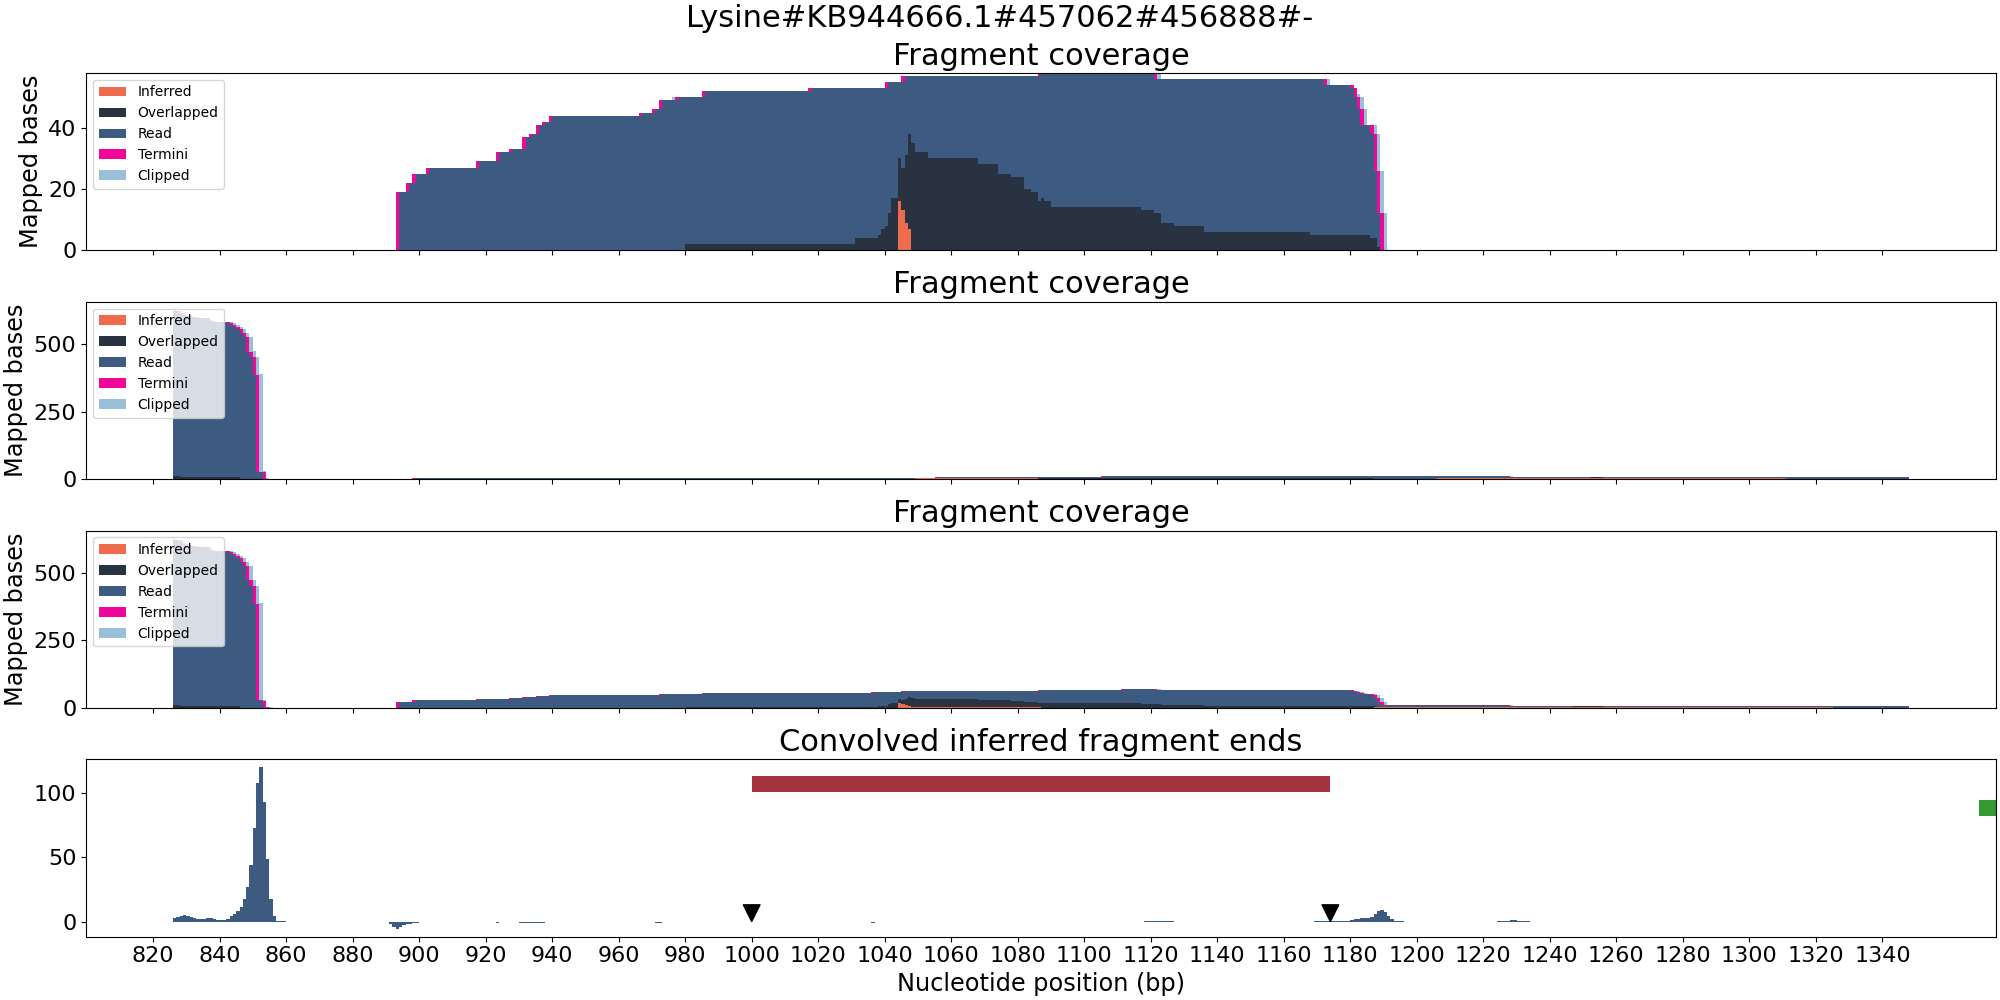 Lysine#KB944666.1#457062#456888#-
Fragment coverage
Mapped bases
40
20
0
Inferred
Overlapped
Read
Termini
Clipped
Fragment coverage
Mapped bases
500
250
0
Inferred
Overlapped
Read
Termini
Clipped
Fragment coverage
Mapped bases
500
250
0
Inferred
Overlapped
Read
Termini
Clipped
Convolved inferred fragment ends
100
50
0
820 840 860 880 900 920 940 960 980 1000 1020 1040 1060 1080 1100 1120 1140 1160 1180 1200 1220 1240 1260 1280 1300 1320 1340
Nucleotide position (bp)